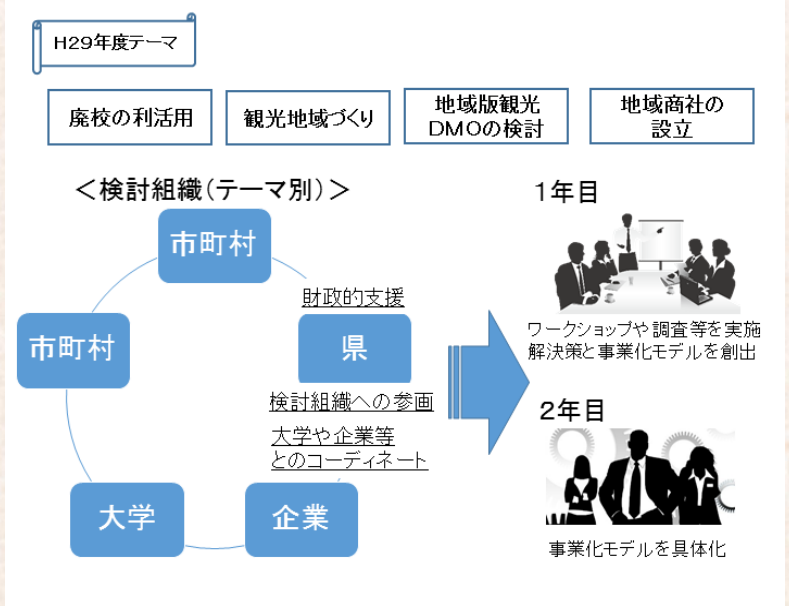 H29年度テーマ
廃校の利活用
観光地域づくり
地域版観光
DMOの検討
地域商社の
設立
＜検討組織（テーマ別）＞
市町村
市町村
財政的支援
県
検討組織への参画
大学や企業等
とのコーディネート
大学
企業
1年目
ワークショップや調査等を実施
解決策と事業化モデルを創出
2年目
事業化モデルを具体化